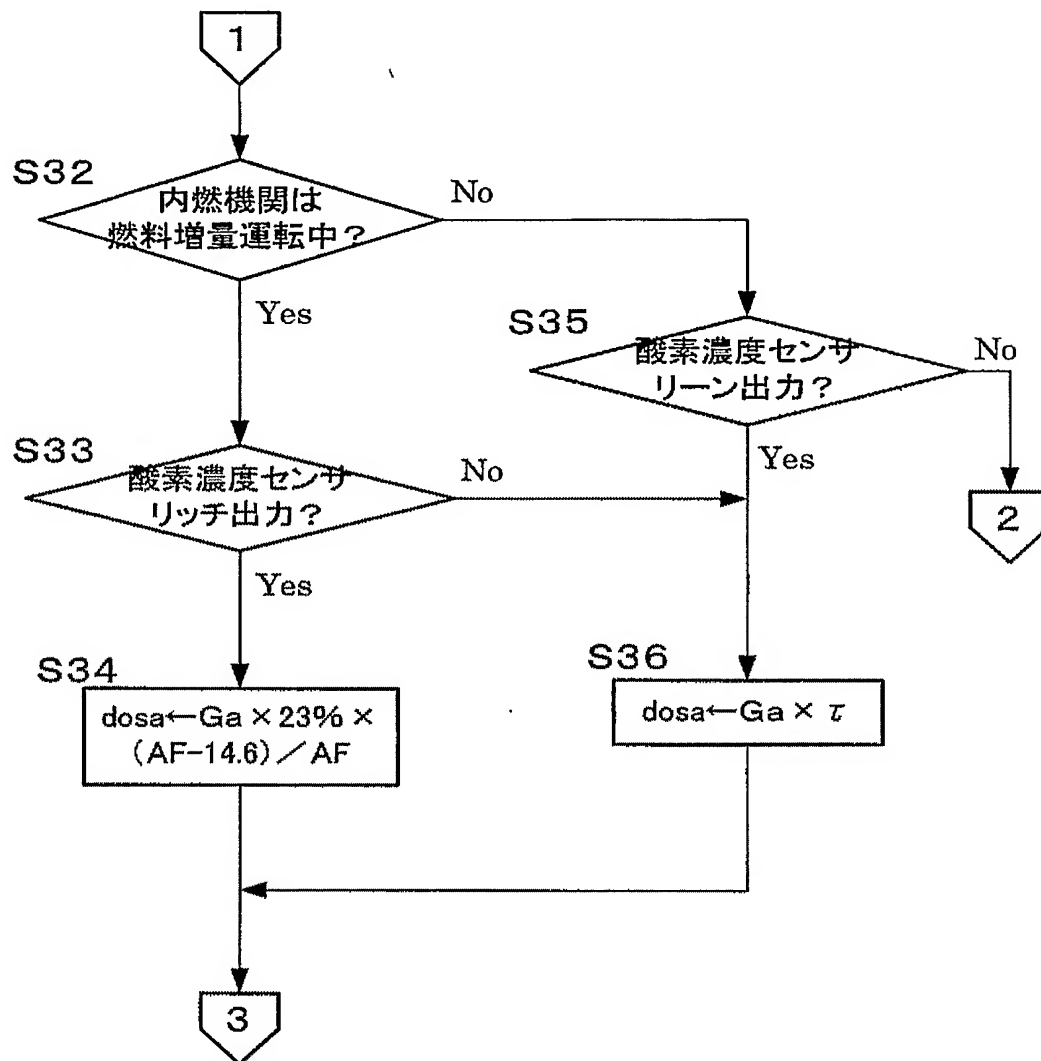 1
S32
内燃機関は
燃料増量運転中？
No
Yes
S35
酸素濃度センサ
リーン出力？
No
Yes
S33
酸素濃度センサ
リッチ出力？
No
Yes
2
S34
dosa←Ga×23%×
(AF-14.6)／AF
S36
dosa←Ga×τ
3